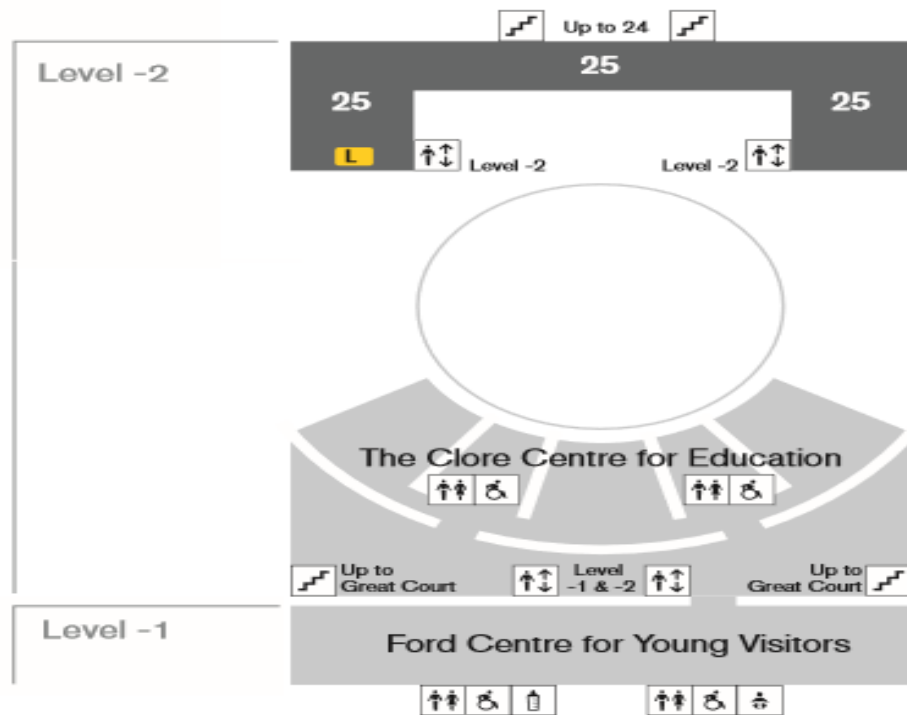 Up to 24
Level -2
25
25
25
L
Level -2
Level -2
The Clore Centre for Education
Up to
Great Court
Level
-1 & -2
Up to
Great Court
Level -1
Ford Centre for Young Visitors